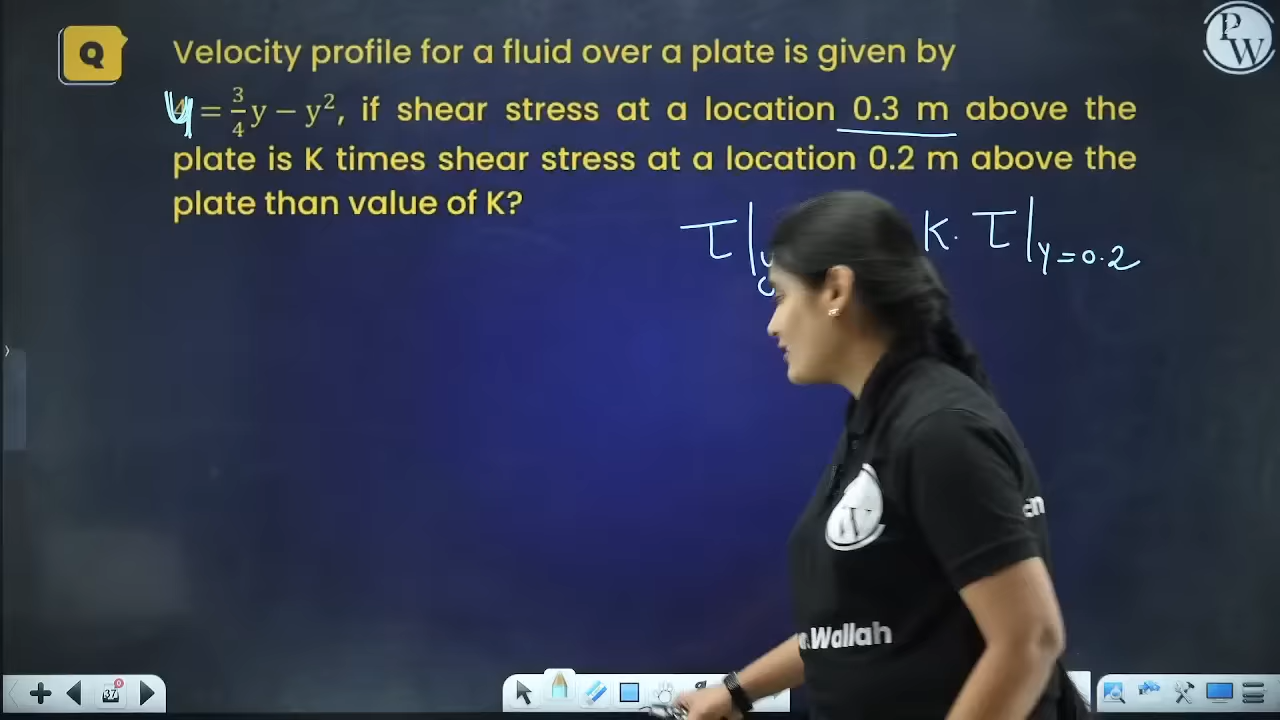 Q
Velocity profile for a fluid over a plate is given by
u = 3/4 y − y², if shear stress at a location 0.3 m above the
plate is K times shear stress at a location 0.2 m above the
plate than value of K?
τ|y K. τ|y=0.2
PW
Wallah
37